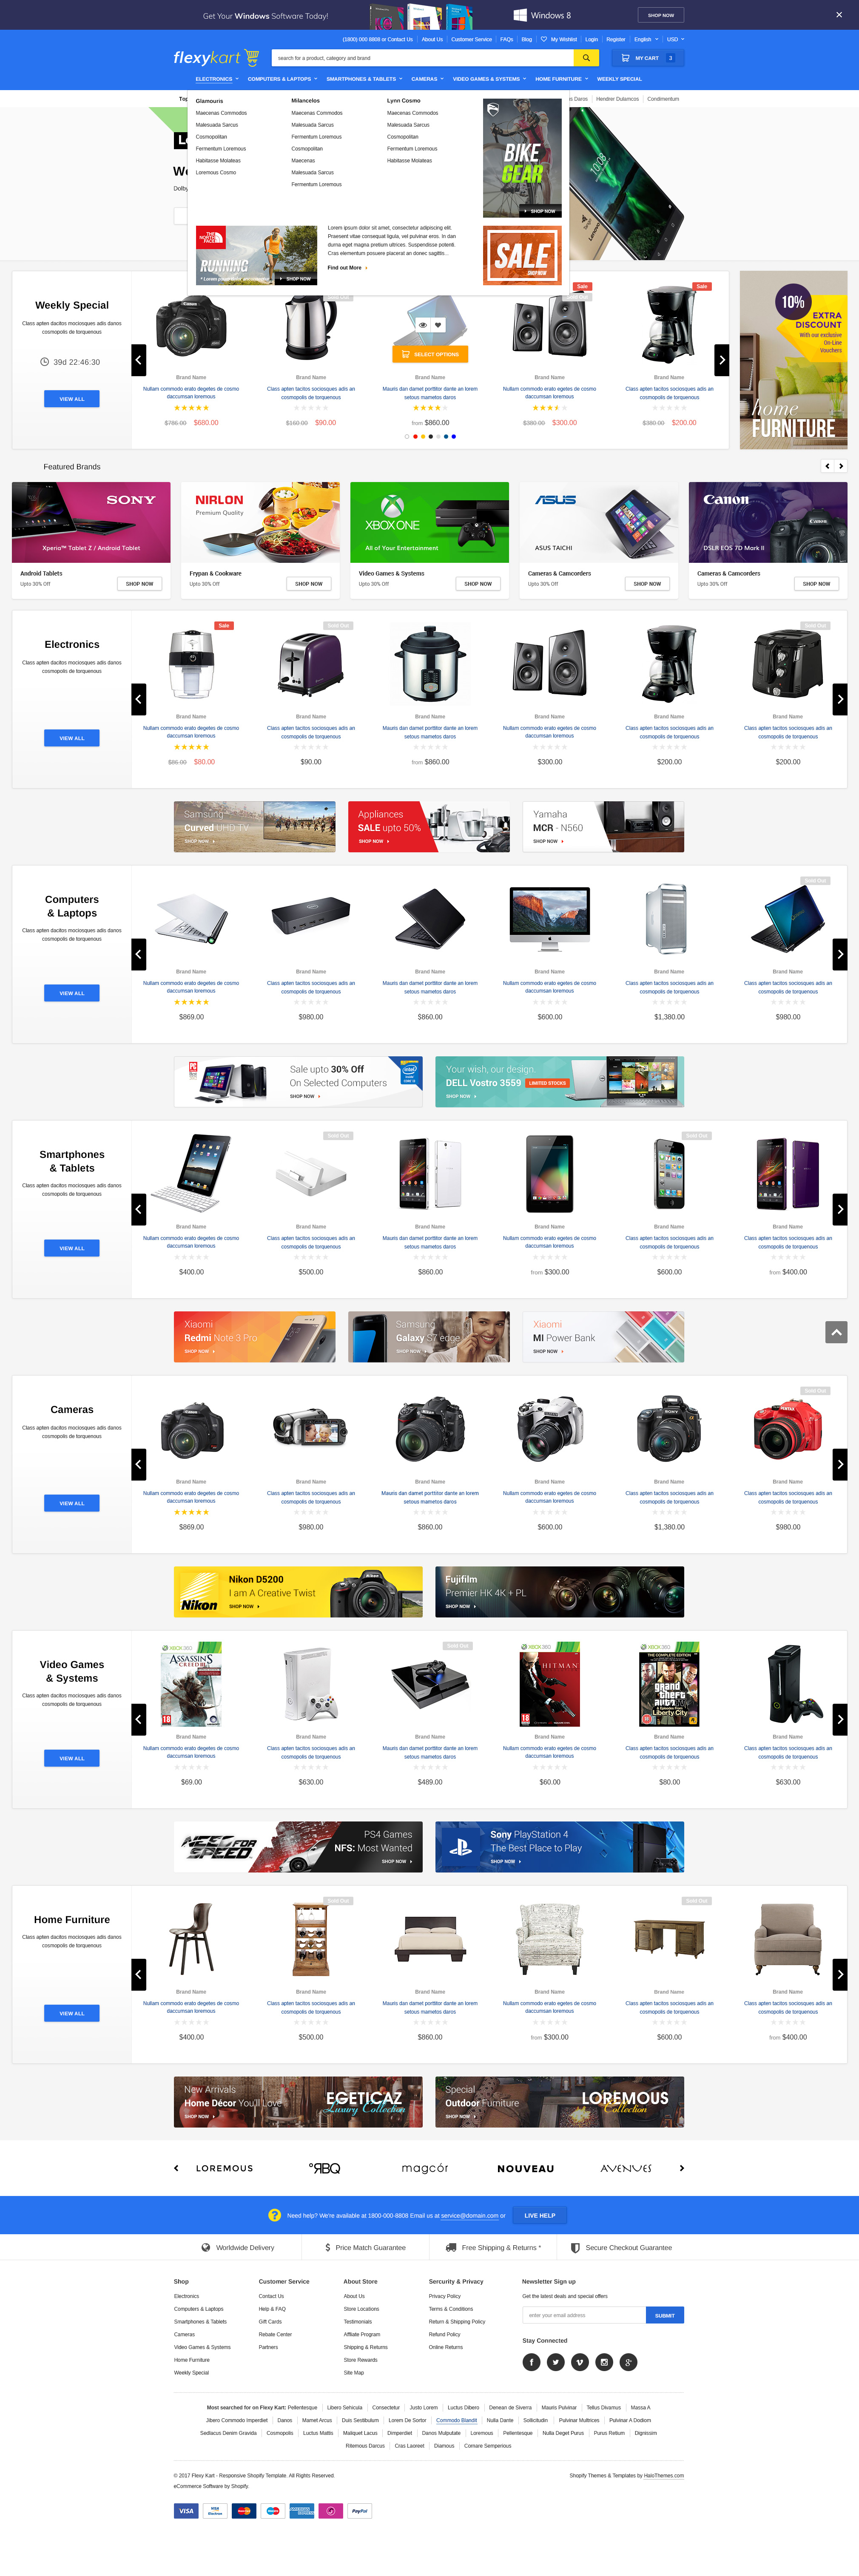 Get Your Windows Software Today!
Windows 8
SHOP NOW
(1800) 000 8808 or Contact Us
About Us
Customer Service
FAQs
Blog
My Wishlist
Login
Register
English
USD
flexykart
search for a product, category and brand
MY CART 3
ELECTRONICS
COMPUTERS & LAPTOPS
SMARTPHONES & TABLETS
CAMERAS
VIDEO GAMES & SYSTEMS
HOME FURNITURE
WEEKLY SPECIAL
Glamouris
Maecenas Commodos
Malesuada Sarcus
Cosmopolitan
Fermentum Loremous
Habitasse Molateas
Loremous Cosmo
Milancelos
Maecenas Commodos
Malesuada Sarcus
Fermentum Loremous
Cosmopolitan
Maecenas
Malesuada Sarcus
Fermentum Loremous
Lynn Cosmo
Maecenas Commodos
Malesuada Sarcus
Cosmopolitan
Fermentum Loremous
Habitasse Molateas
BIKE
GEAR
SHOP NOW
Hendrer Dulsmcos
Condimentum
THE NORTH FACE
RUNNING
SHOP NOW
Lorem ipsum dolor sit amet, consectetur adipiscing elit.
Praesent vitae consequat ligula, vel pulvinar eros. In dan
durna eget magna pretium ultrices. Suspendisse potenti.
Cras elementum posuere placerat an donec sagittis...
Find out More
SALE
SHOP NOW
Weekly Special
Class apten dacitos mociosques adis danos
cosmopolis de torquenous
39d 22:46.30
VIEW ALL
Brand Name
Nullam commodo erato degetes de cosmo
daccumsan loremous
$786.00 $680.00
Brand Name
Class apten tacitos sociosques adis an
cosmopolis de torquenous
$160.00 $90.00
SELECT OPTIONS
Brand Name
Mauris dan damet porttitor dante an lorem
setous mametos daros
from $860.00
Sale
Brand Name
Nullam commodo erato egetes de cosmo
daccumsan loremous
$380.00 $300.00
Sale
Brand Name
Class apten tacitos sociosques adis an
cosmopolis de torquenous
$380.00 $200.00
10%
EXTRA
DISCOUNT
With our exclusive
On-Line
Vouchers
home
FURNITURE
Featured Brands
SONY
Xperia™ Tablet Z / Android Tablet
Android Tablets
Upto 30% Off
SHOP NOW
NIRLON
Premium Quality
Frypan & Cookware
Upto 30% Off
SHOP NOW
XBOX ONE
All of Your Entertainment
Video Games & Systems
Upto 30% Off
SHOP NOW
ASUS
ASUS TAICHI
Cameras & Camcorders
Upto 30% Off
SHOP NOW
Canon
DSLR EOS 7D Mark II
Cameras & Camcorders
Upto 30% Off
SHOP NOW
Electronics
Class apten dacitos mociosques adis danos
cosmopolis de torquenous
VIEW ALL
Sale
Brand Name
Nullam commodo erato degetes de cosmo
daccumsan loremous
$86.00 $80.00
Sold Out
Brand Name
Class apten tacitos sociosques adis an
cosmopolis de torquenous
$90.00
Brand Name
Mauris dan damet porttitor dante an lorem
setous mametos daros
from $860.00
Brand Name
Nullam commodo erato egetes de cosmo
daccumsan loremous
$300.00
Brand Name
Class apten tacitos sociosques adis an
cosmopolis de torquenous
$200.00
Sold Out
Brand Name
Class apten tacitos sociosques adis an
cosmopolis de torquenous
$200.00
Samsung
Curved UHD TV
SHOP NOW
Appliances
SALE upto 50%
SHOP NOW
Yamaha
MCR - N560
SHOP NOW
Computers
& Laptops
Class apten dacitos mociosques adis danos
cosmopolis de torquenous
VIEW ALL
Brand Name
Nullam commodo erato degetes de cosmo
daccumsan loremous
$869.00
Brand Name
Class apten tacitos sociosques adis an
cosmopolis de torquenous
$980.00
Brand Name
Mauris dan damet porttitor dante an lorem
setous mametos daros
$860.00
Brand Name
Nullam commodo erato egetes de cosmo
daccumsan loremous
$600.00
Brand Name
Class apten tacitos sociosques adis an
cosmopolis de torquenous
$1,380.00
Sold Out
Brand Name
Class apten tacitos sociosques adis an
cosmopolis de torquenous
$980.00
Sale upto 30% Off
On Selected Computers
SHOP NOW
Your wish, our design.
DELL Vostro 3559 LIMITED STOCKS
SHOP NOW
Smartphones
& Tablets
Class apten dacitos mociosques adis danos
cosmopolis de torquenous
VIEW ALL
Brand Name
Nullam commodo erato degetes de cosmo
daccumsan loremous
$400.00
Sold Out
Brand Name
Class apten tacitos sociosques adis an
cosmopolis de torquenous
$500.00
Brand Name
Mauris dan damet porttitor dante an lorem
setous mametos daros
$860.00
Brand Name
Nullam commodo erato egetes de cosmo
daccumsan loremous
from $300.00
Sold Out
Brand Name
Class apten tacitos sociosques adis an
cosmopolis de torquenous
$600.00
Brand Name
Class apten tacitos sociosques adis an
cosmopolis de torquenous
from $400.00
Xiaomi
Redmi Note 3 Pro
SHOP NOW
Samsung
Galaxy S7 edge
SHOP NOW
Xiaomi
MI Power Bank
SHOP NOW
Cameras
Class apten dacitos mociosques adis danos
cosmopolis de torquenous
VIEW ALL
Brand Name
Nullam commodo erato degetes de cosmo
daccumsan loremous
$869.00
Brand Name
Class apten tacitos sociosques adis an
cosmopolis de torquenous
$980.00
Brand Name
Mauris dan damet porttitor dante an lorem
setous mametos daros
$860.00
Brand Name
Nullam commodo erato egetes de cosmo
daccumsan loremous
$600.00
Brand Name
Class apten tacitos sociosques adis an
cosmopolis de torquenous
$1,380.00
Sold Out
Brand Name
Class apten tacitos sociosques adis an
cosmopolis de torquenous
$980.00
Nikon
Nikon D5200
I am A Creative Twist
SHOP NOW
Fujifilm
Premier HK 4K + PL
SHOP NOW
Video Games
& Systems
Class apten dacitos mociosques adis danos
cosmopolis de torquenous
VIEW ALL
Brand Name
Nullam commodo erato degetes de cosmo
daccumsan loremous
$69.00
Brand Name
Class apten tacitos sociosques adis an
cosmopolis de torquenous
$630.00
Sold Out
Brand Name
Mauris dan damet porttitor dante an lorem
setous mametos daros
$489.00
HITMAN
Brand Name
Nullam commodo erato egetes de cosmo
daccumsan loremous
$60.00
Brand Name
Class apten tacitos sociosques adis an
cosmopolis de torquenous
$80.00
Brand Name
Class apten tacitos sociosques adis an
cosmopolis de torquenous
$630.00
NEED FOR SPEED
PS4 Games
NFS: Most Wanted
SHOP NOW
Sony PlayStation 4
The Best Place to Play
SHOP NOW
Home Furniture
Class apten dacitos mociosques adis danos
cosmopolis de torquenous
VIEW ALL
Brand Name
Nullam commodo erato degetes de cosmo
daccumsan loremous
$400.00
Sold Out
Brand Name
Class apten tacitos sociosques adis an
cosmopolis de torquenous
$500.00
Brand Name
Mauris dan damet porttitor dante an lorem
setous mametos daros
$860.00
Brand Name
Nullam commodo erato egetes de cosmo
daccumsan loremous
from $300.00
Sold Out
Brand Name
Class apten tacitos sociosques adis an
cosmopolis de torquenous
$600.00
Brand Name
Class apten tacitos sociosques adis an
cosmopolis de torquenous
from $400.00
New Arrivals
Home Décor You'll Love
SHOP NOW
EGETICAZ
Luxury Collection
Special
Outdoor Furniture
SHOP NOW
LOREMOUS
Collection
LOREMOUS
RBQ
magcór
NOUVEAU
AVENUES
Need help? We're available at 1800-000-8808 Email us at service@domain.com or
LIVE HELP
Worldwide Delivery
Price Match Guarantee
Free Shipping & Returns *
Secure Checkout Guarantee
Shop
Electronics
Computers & Laptops
Smartphones & Tablets
Cameras
Video Games & Systems
Home Furniture
Weekly Special
Customer Service
Contact Us
Help & FAQ
Gift Cards
Rebate Center
Partners
About Store
About Us
Store Locations
Testimonials
Affliate Program
Shipping & Returns
Store Rewards
Site Map
Sercurity & Privacy
Privacy Policy
Terms & Conditions
Return & Shipping Policy
Refund Policy
Online Returns
Newsletter Sign up
Get the latest deals and special offers
enter your email address
SUBMIT
Stay Connected
Most searched for on Flexy Kart: Pellentesque Libero Sehicula Consectetur Justo Lorem Luctus Dibero Denean de Siverra Mauris Pulvinar Tellus Divamus Massa A
Jibero Commodo Imperdiet Danos Mamet Arcus Duis Sestibulum Lorem De Sortor Commodo Blandit Nulla Dante Sollicitudin Pulvinar Multrices Pulvinar A Dodiom
Sedlacus Denim Gravida Cosmopolis Luctus Mattis Maliquet Lacus Dimperdiet Danos Mulputate Loremous Pellentesque Nulla Deget Purus Purus Retium Dignissim
Ritemous Darcus Cras Laoreet Diamous Cornare Semperious
© 2017 Flexy Kart - Responsive Shopify Template. All Rights Reserved.
eCommerce Software by Shopify.
Shopify Themes & Templates by HaloThemes.com
VISA
VISA Electron
PayPal